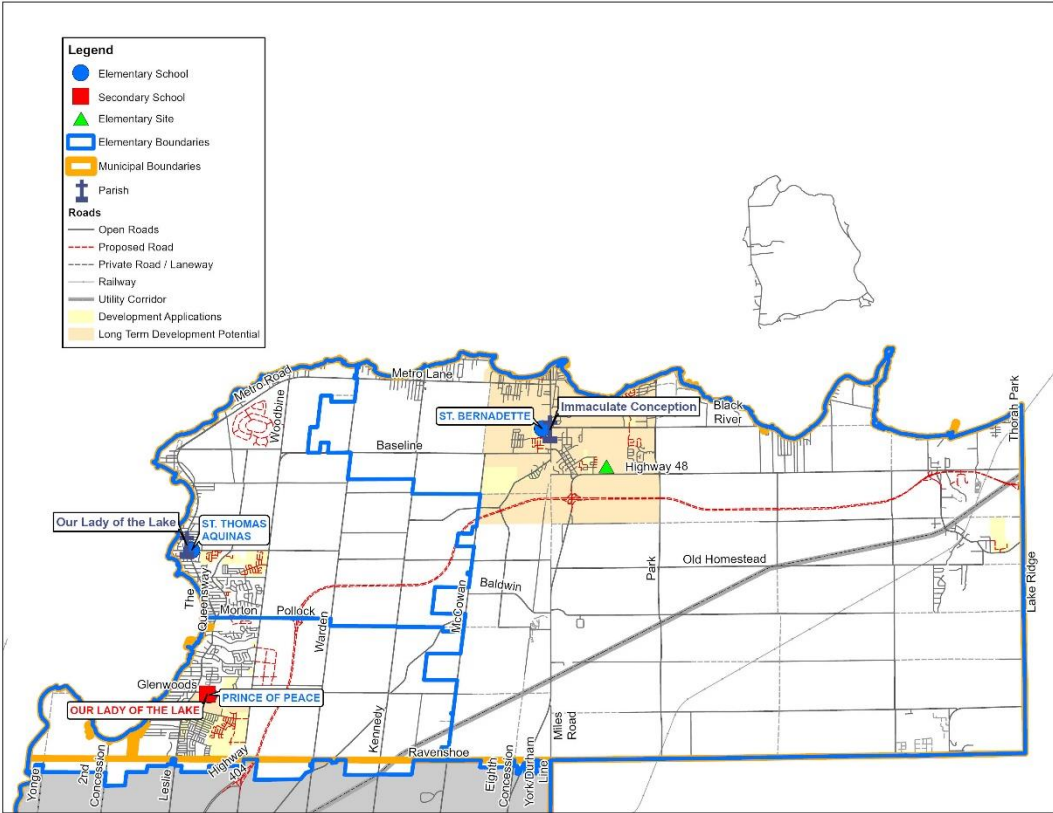 Legend
Elementary School
Secondary School
Elementary Site
Elementary Boundaries
Municipal Boundaries
Parish
Roads
Open Roads
Proposed Road
Private Road / Laneway
Railway
Utility Corridor
Development Applications
Long Term Development Potential
Metro Road
Woodbine
Metro Lane
Black
River
Thorah Park
ST. BERNADETTE
Immaculate Conception
Baseline
Highway 48
Our Lady of the Lake
ST. THOMAS
AQUINAS
The
Queensway
Morton
Pollock
Warden
McCowan
Baldwin
Park
Old Homestead
Lake Ridge
Glenwoods
OUR LADY OF THE LAKE
PRINCE OF PEACE
Kennedy
Ravenshoe
Miles
Road
Yonge
2nd
Concession
Leslie
Highway
404
Eighth
Concession
York/Durham
Line